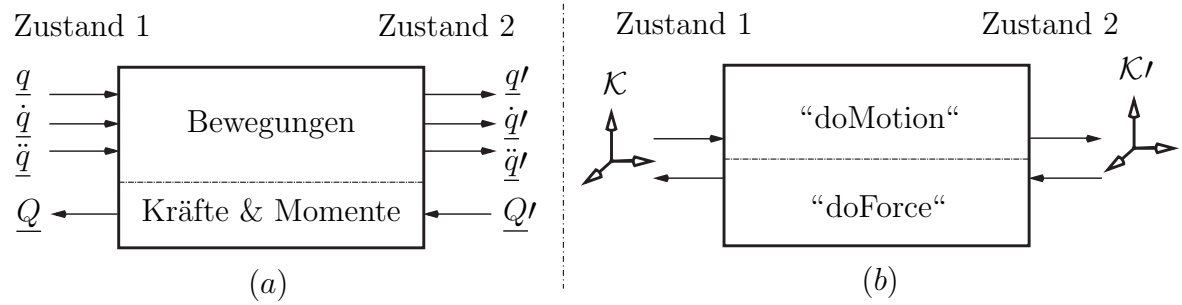 Zustand 1 Zustand 2
q q′
q̇ Bewegungen q̇′
q̈ q̈′
Q Kräfte & Momente Q′
(a)
Zustand 1 Zustand 2
𝒦 𝒦′
“doMotion“
“doForce“
(b)